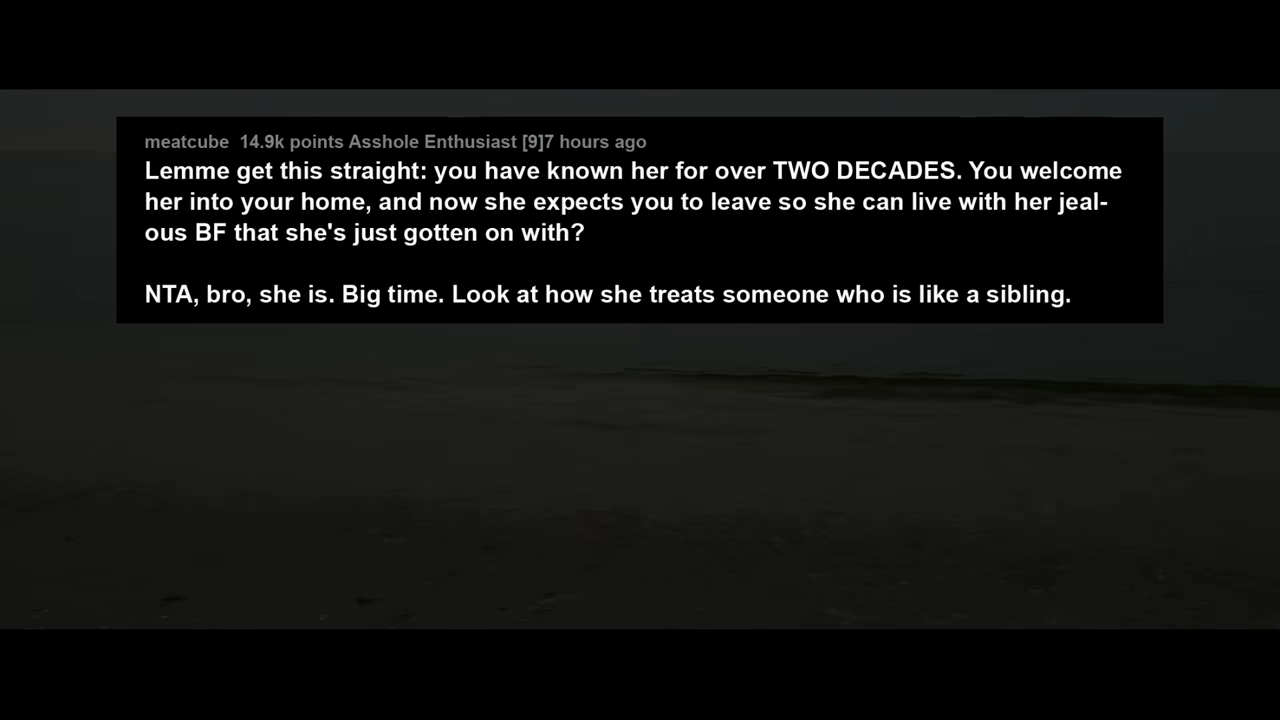 meatcube 14.9k points Asshole Enthusiast [9]7 hours ago
Lemme get this straight: you have known her for over TWO DECADES. You welcome
her into your home, and now she expects you to leave so she can live with her jeal-
ous BF that she's just gotten on with?
NTA, bro, she is. Big time. Look at how she treats someone who is like a sibling.